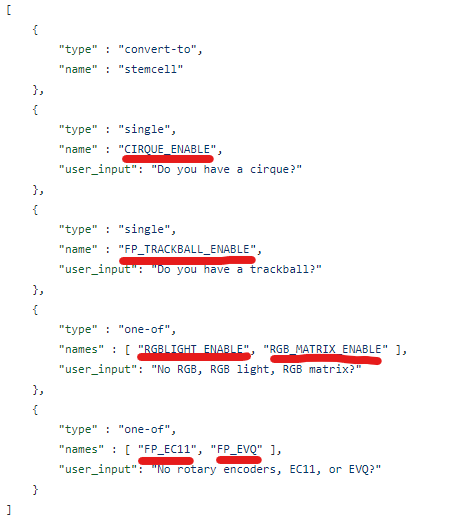 [
{
"type" : "convert-to",
"name" : "stemcell"
},
{
"type" : "single",
"name" : "CIRQUE_ENABLE",
"user_input": "Do you have a cirque?"
},
{
"type" : "single",
"name" : "FP_TRACKBALL_ENABLE",
"user_input": "Do you have a trackball?"
},
{
"type" : "one-of",
"names" : [ "RGBLIGHT_ENABLE", "RGB_MATRIX_ENABLE" ],
"user_input": "No RGB, RGB light, RGB matrix?"
},
{
"type" : "one-of",
"names" : [ "FP_EC11", "FP_EVQ" ],
"user_input": "No rotary encoders, EC11, or EVQ?"
}
]